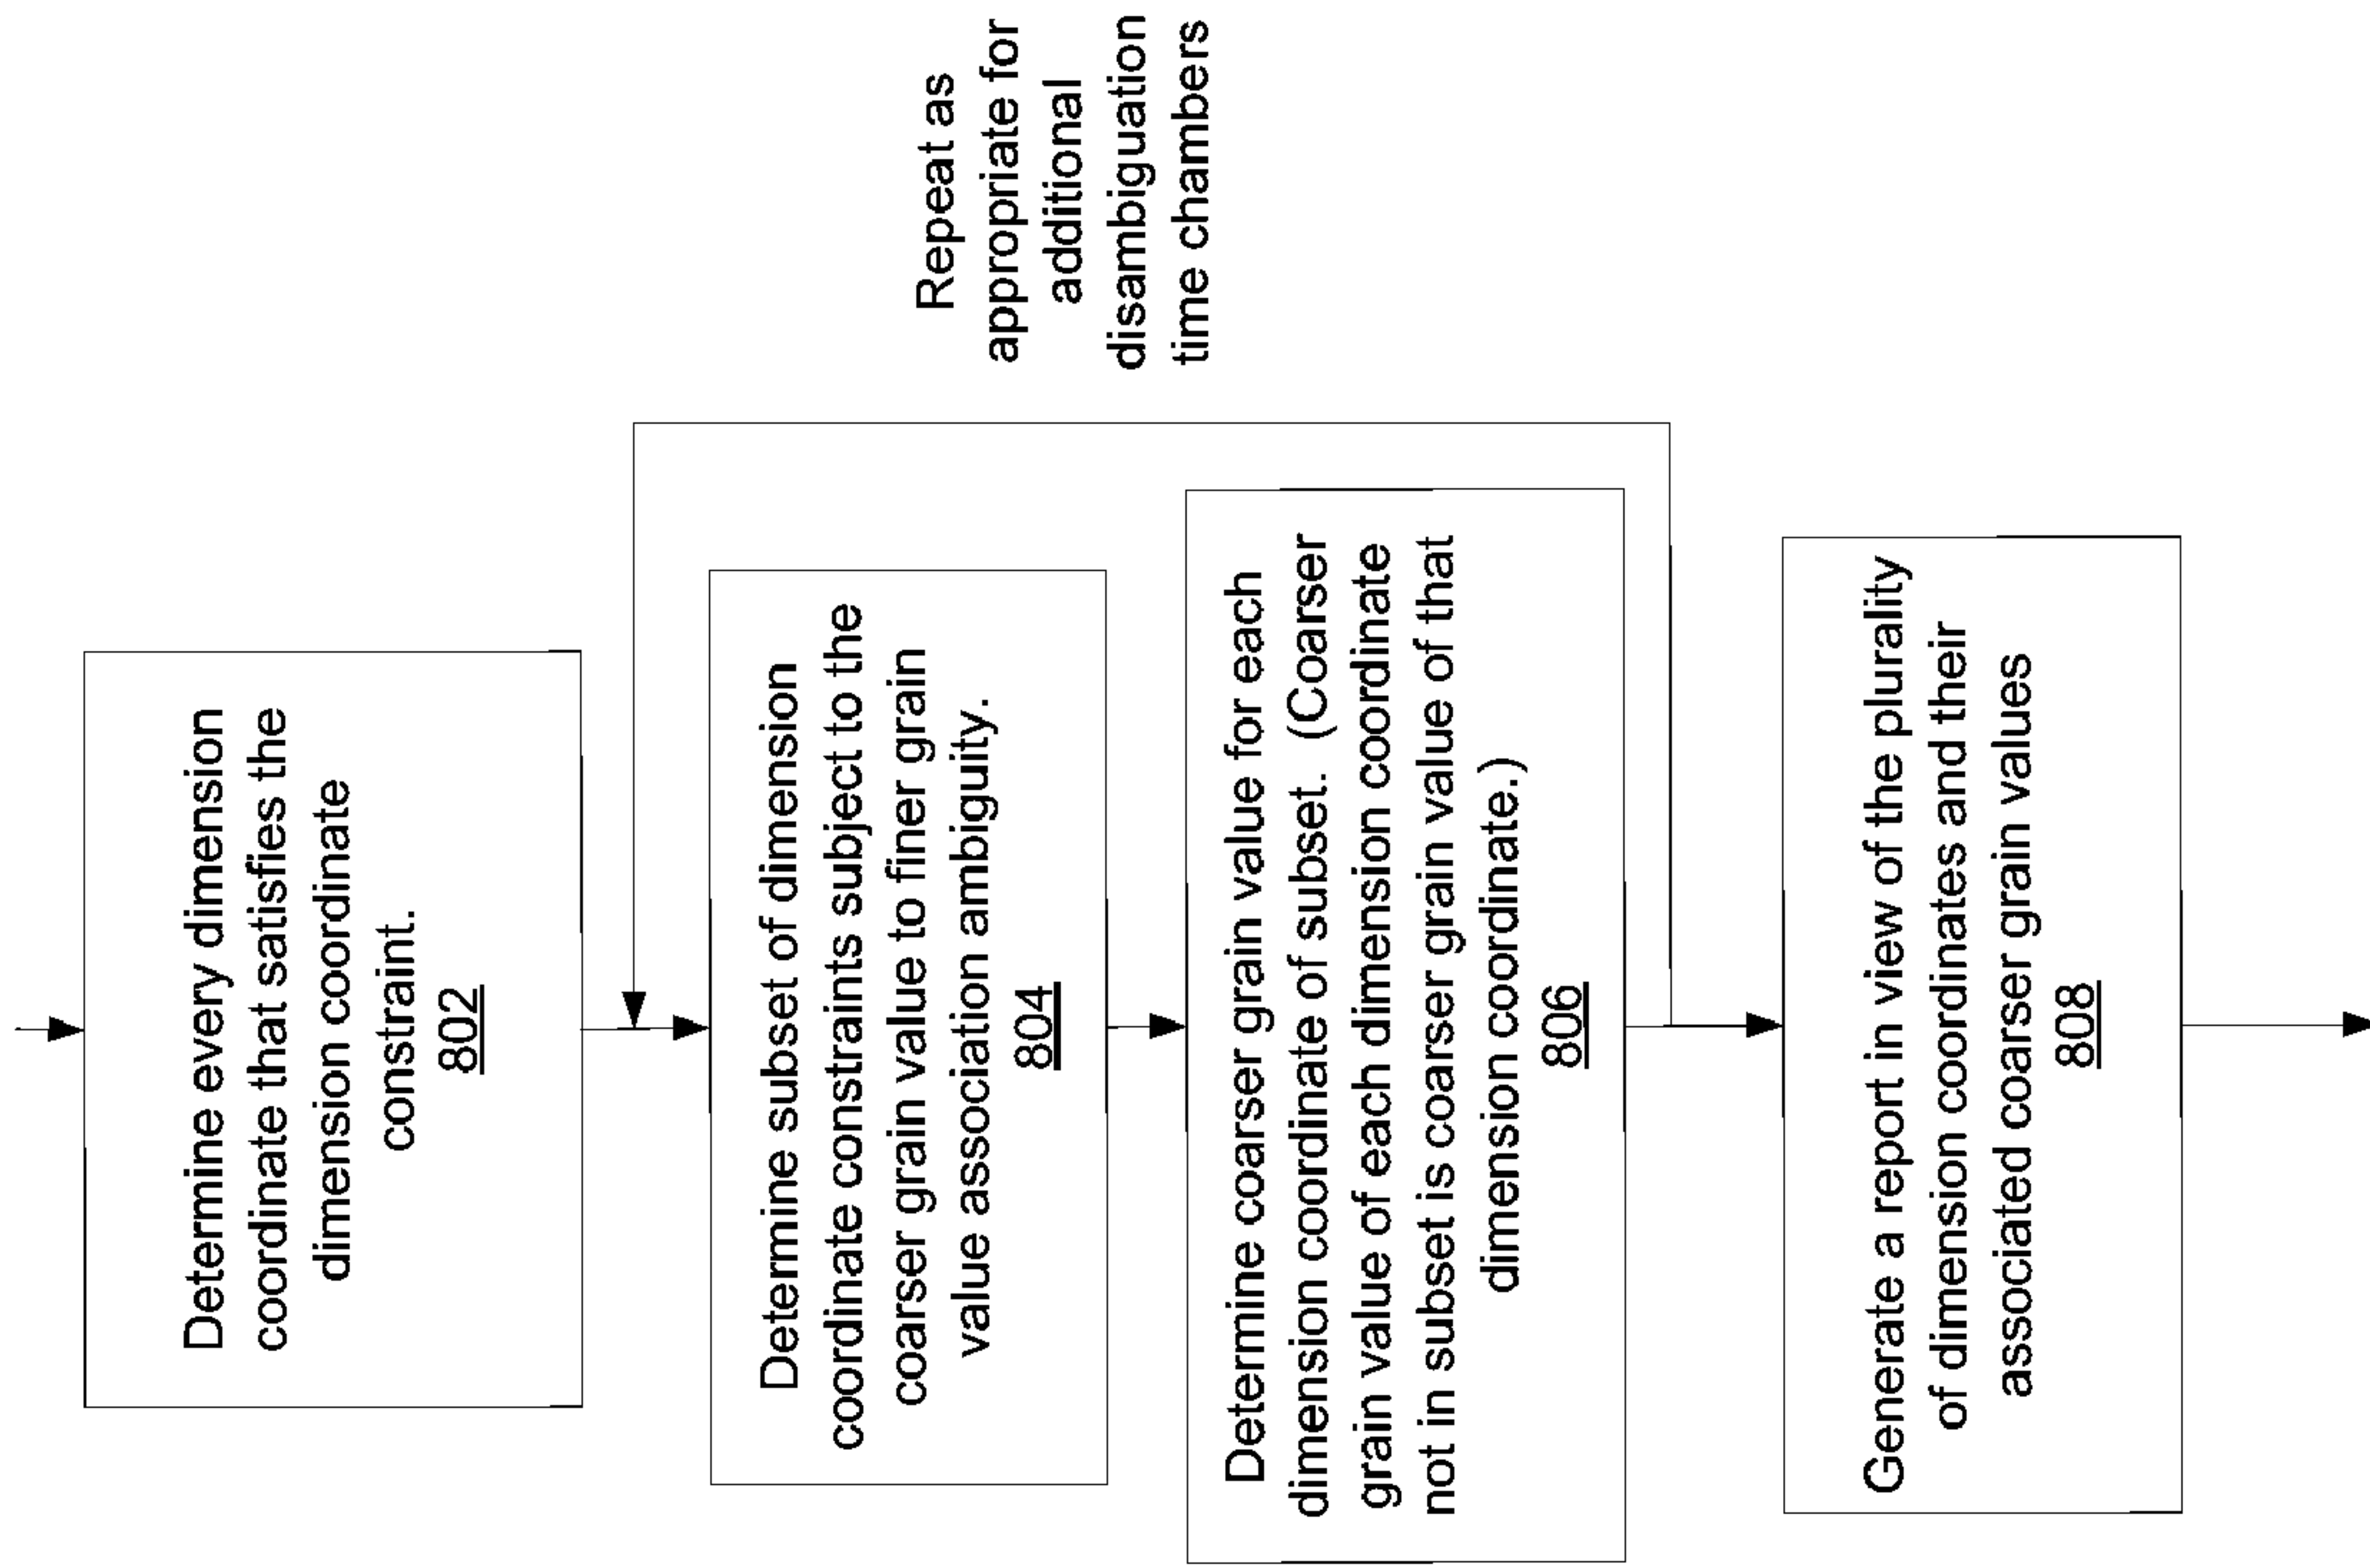 Determine every dimension
coordinate that satisfies the
dimension coordinate
constraint.
802
Determine subset of dimension
coordinate constraints subject to the
coarser grain value to finer grain
value association ambiguity.
804
Determine coarser grain value for each
dimension coordinate of subset. (Coarser
grain value of each dimension coordinate
not in subset is coarser grain value of that
dimension coordinate.)
806
Repeat as
appropriate for
additional
disambiguation
time chambers
Generate a report in view of the plurality
of dimension coordinates and their
associated coarser grain values
808